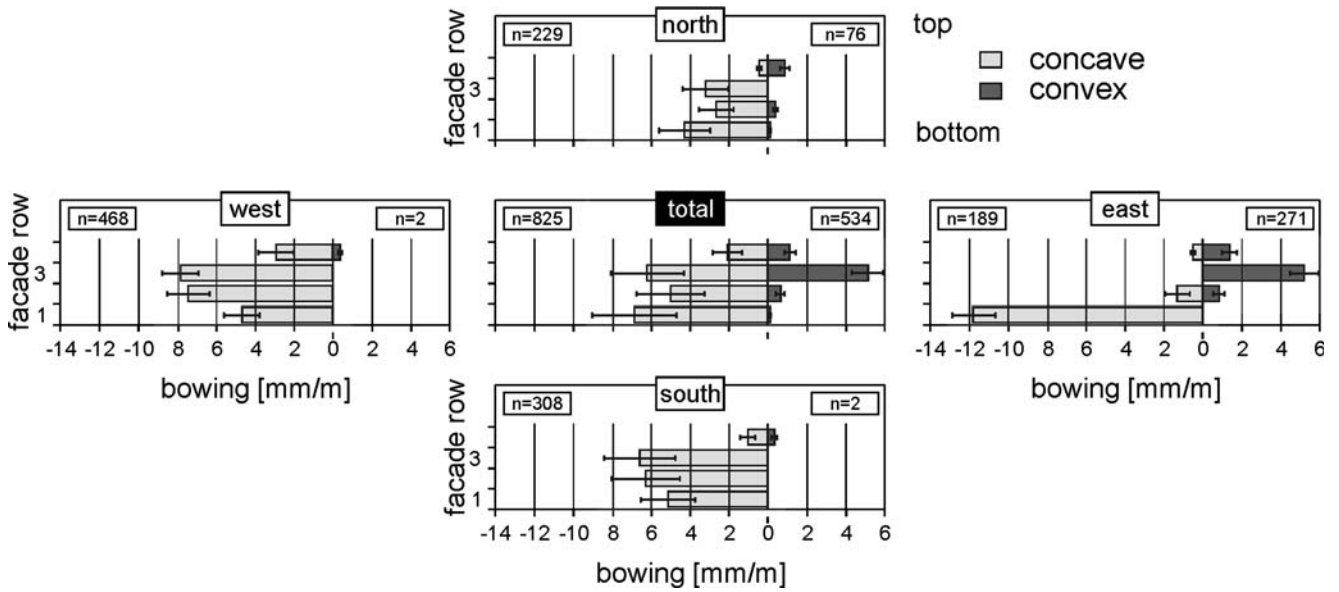 north
n=229
n=76
facade row
3
1
top
concave
convex
bottom
west
n=468
n=2
facade row
3
1
-14 -12 -10 8 6 4 2 0 2 4 6
bowing [mm/m]
total
n=825
n=534
east
n=189
n=271
-14 -12 -10 8 6 4 2 0 2 4 6
bowing [mm/m]
south
n=308
n=2
facade row
3
1
-14 -12 -10 8 6 4 2 0 2 4 6
bowing [mm/m]